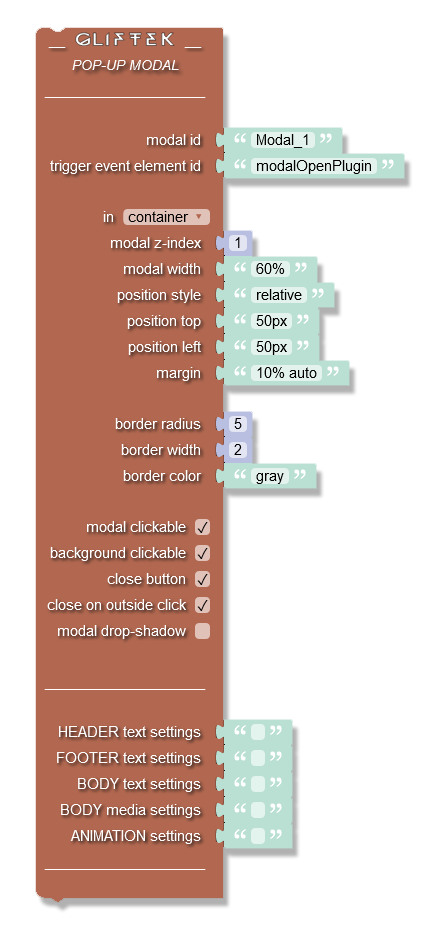 GLIFTEK
POP-UP MODAL
modal id “ Modal_1 ”
trigger event element id “ modalOpenPlugin ”
in container ▾
modal z-index 1
modal width “ 60% ”
position style “ relative ”
position top “ 50px ”
position left “ 50px ”
margin “ 10% auto ”
border radius 5
border width 2
border color “ gray ”
modal clickable ✓
background clickable ✓
close button ✓
close on outside click ✓
modal drop-shadow
HEADER text settings “ ”
FOOTER text settings “ ”
BODY text settings “ ”
BODY media settings “ ”
ANIMATION settings “ ”